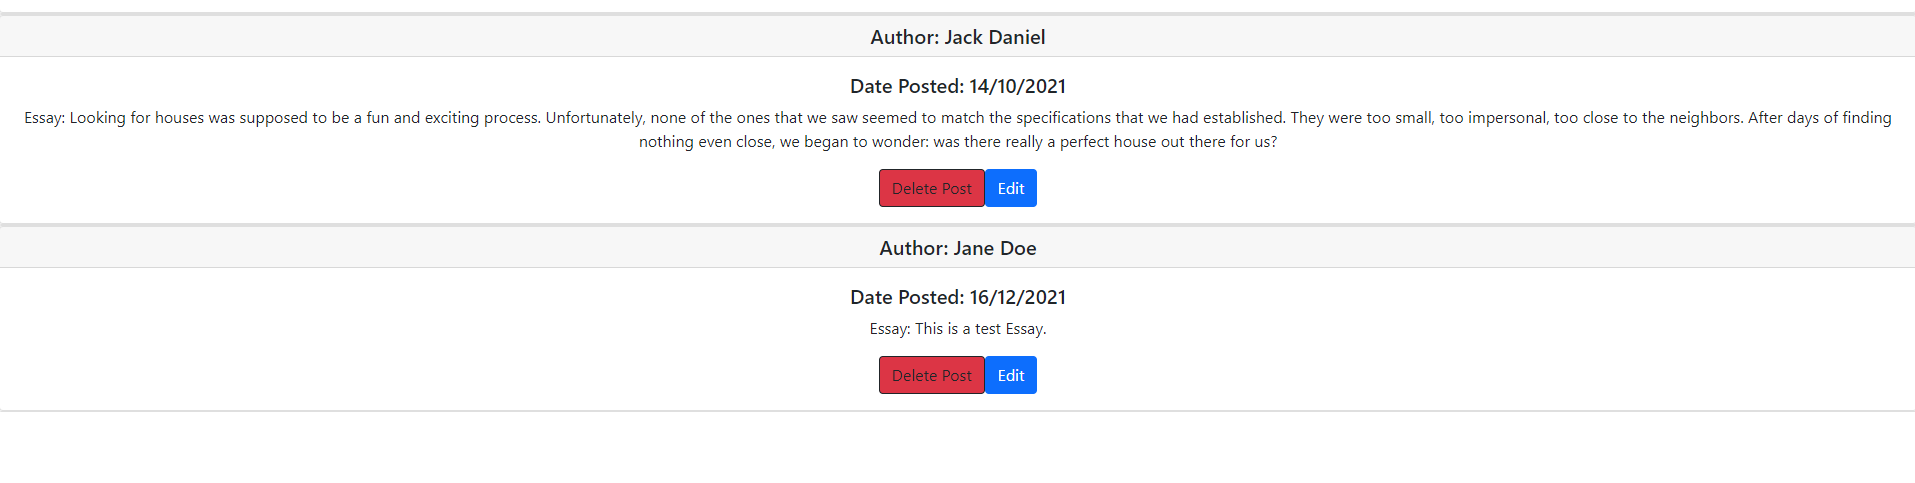 Author: Jack Daniel
Date Posted: 14/10/2021
Essay: Looking for houses was supposed to be a fun and exciting process. Unfortunately, none of the ones that we saw seemed to match the specifications that we had established. They were too small, too impersonal, too close to the neighbors. After days of finding
nothing even close, we began to wonder: was there really a perfect house out there for us?
Delete Post Edit
Author: Jane Doe
Date Posted: 16/12/2021
Essay: This is a test Essay.
Delete Post Edit